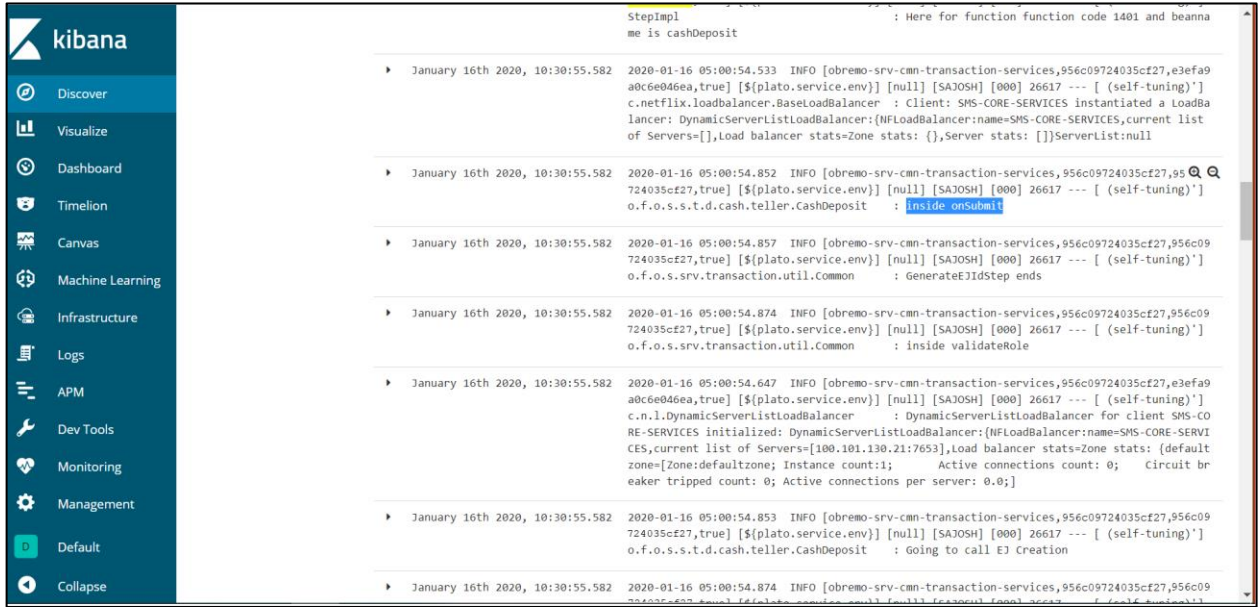 kibana
Discover
Visualize
Dashboard
Timelion
Canvas
Machine Learning
Infrastructure
Logs
APM
Dev Tools
Monitoring
Management
D Default
Collapse
StepImpl : Here for function function code 1401 and beanna
me is cashDeposit
January 16th 2020, 10:30:55.582 2020-01-16 05:00:54.533 INFO [obremo-srv-cmn-transaction-services,956c09724035cf27,e3efa9
a0c6e046ea,true] [${plato.service.env}] [null] [SAJOSH] [000] 26617 --- [ (self-tuning)']
c.netflix.loadbalancer.BaseLoadBalancer : Client: SMS-CORE-SERVICES instantiated a LoadBa
lancer: DynamicServerListLoadBalancer:{NFLoadBalancer:name=SMS-CORE-SERVICES,current list
of Servers=[],Load balancer stats=Zone stats: {},Server stats: []}ServerList:null
January 16th 2020, 10:30:55.582 2020-01-16 05:00:54.852 INFO [obremo-srv-cmn-transaction-services,956c09724035cf27,95
724035cf27,true] [${plato.service.env}] [null] [SAJOSH] [000] 26617 --- [ (self-tuning)']
o.f.o.s.s.t.d.cash.teller.CashDeposit : inside onSubmit
January 16th 2020, 10:30:55.582 2020-01-16 05:00:54.857 INFO [obremo-srv-cmn-transaction-services,956c09724035cf27,956c09
724035cf27,true] [${plato.service.env}] [null] [SAJOSH] [000] 26617 --- [ (self-tuning)']
o.f.o.s.srv.transaction.util.Common : GenerateEJIdStep ends
January 16th 2020, 10:30:55.582 2020-01-16 05:00:54.874 INFO [obremo-srv-cmn-transaction-services,956c09724035cf27,956c09
724035cf27,true] [${plato.service.env}] [null] [SAJOSH] [000] 26617 --- [ (self-tuning)']
o.f.o.s.srv.transaction.util.Common : inside validateRole
January 16th 2020, 10:30:55.582 2020-01-16 05:00:54.647 INFO [obremo-srv-cmn-transaction-services,956c09724035cf27,e3efa9
a0c6e046ea,true] [${plato.service.env}] [null] [SAJOSH] [000] 26617 --- [ (self-tuning)']
c.n.l.DynamicServerListLoadBalancer : DynamicServerListLoadBalancer for client SMS-CO
RE-SERVICES initialized: DynamicServerListLoadBalancer:{NFLoadBalancer:name=SMS-CORE-SERVI
CES,current list of Servers=[100.101.130.21:7653],Load balancer stats=Zone stats: {default
zone=[Zone:defaultzone; Instance count:1; Active connections count: 0; Circuit br
eaker tripped count: 0; Active connections per server: 0.0;]
January 16th 2020, 10:30:55.582 2020-01-16 05:00:54.853 INFO [obremo-srv-cmn-transaction-services,956c09724035cf27,956c09
724035cf27,true] [${plato.service.env}] [null] [SAJOSH] [000] 26617 --- [ (self-tuning)']
o.f.o.s.s.t.d.cash.teller.CashDeposit : Going to call EJ Creation
January 16th 2020, 10:30:55.582 2020-01-16 05:00:54.874 INFO [obremo-srv-cmn-transaction-services,956c09724035cf27,956c09